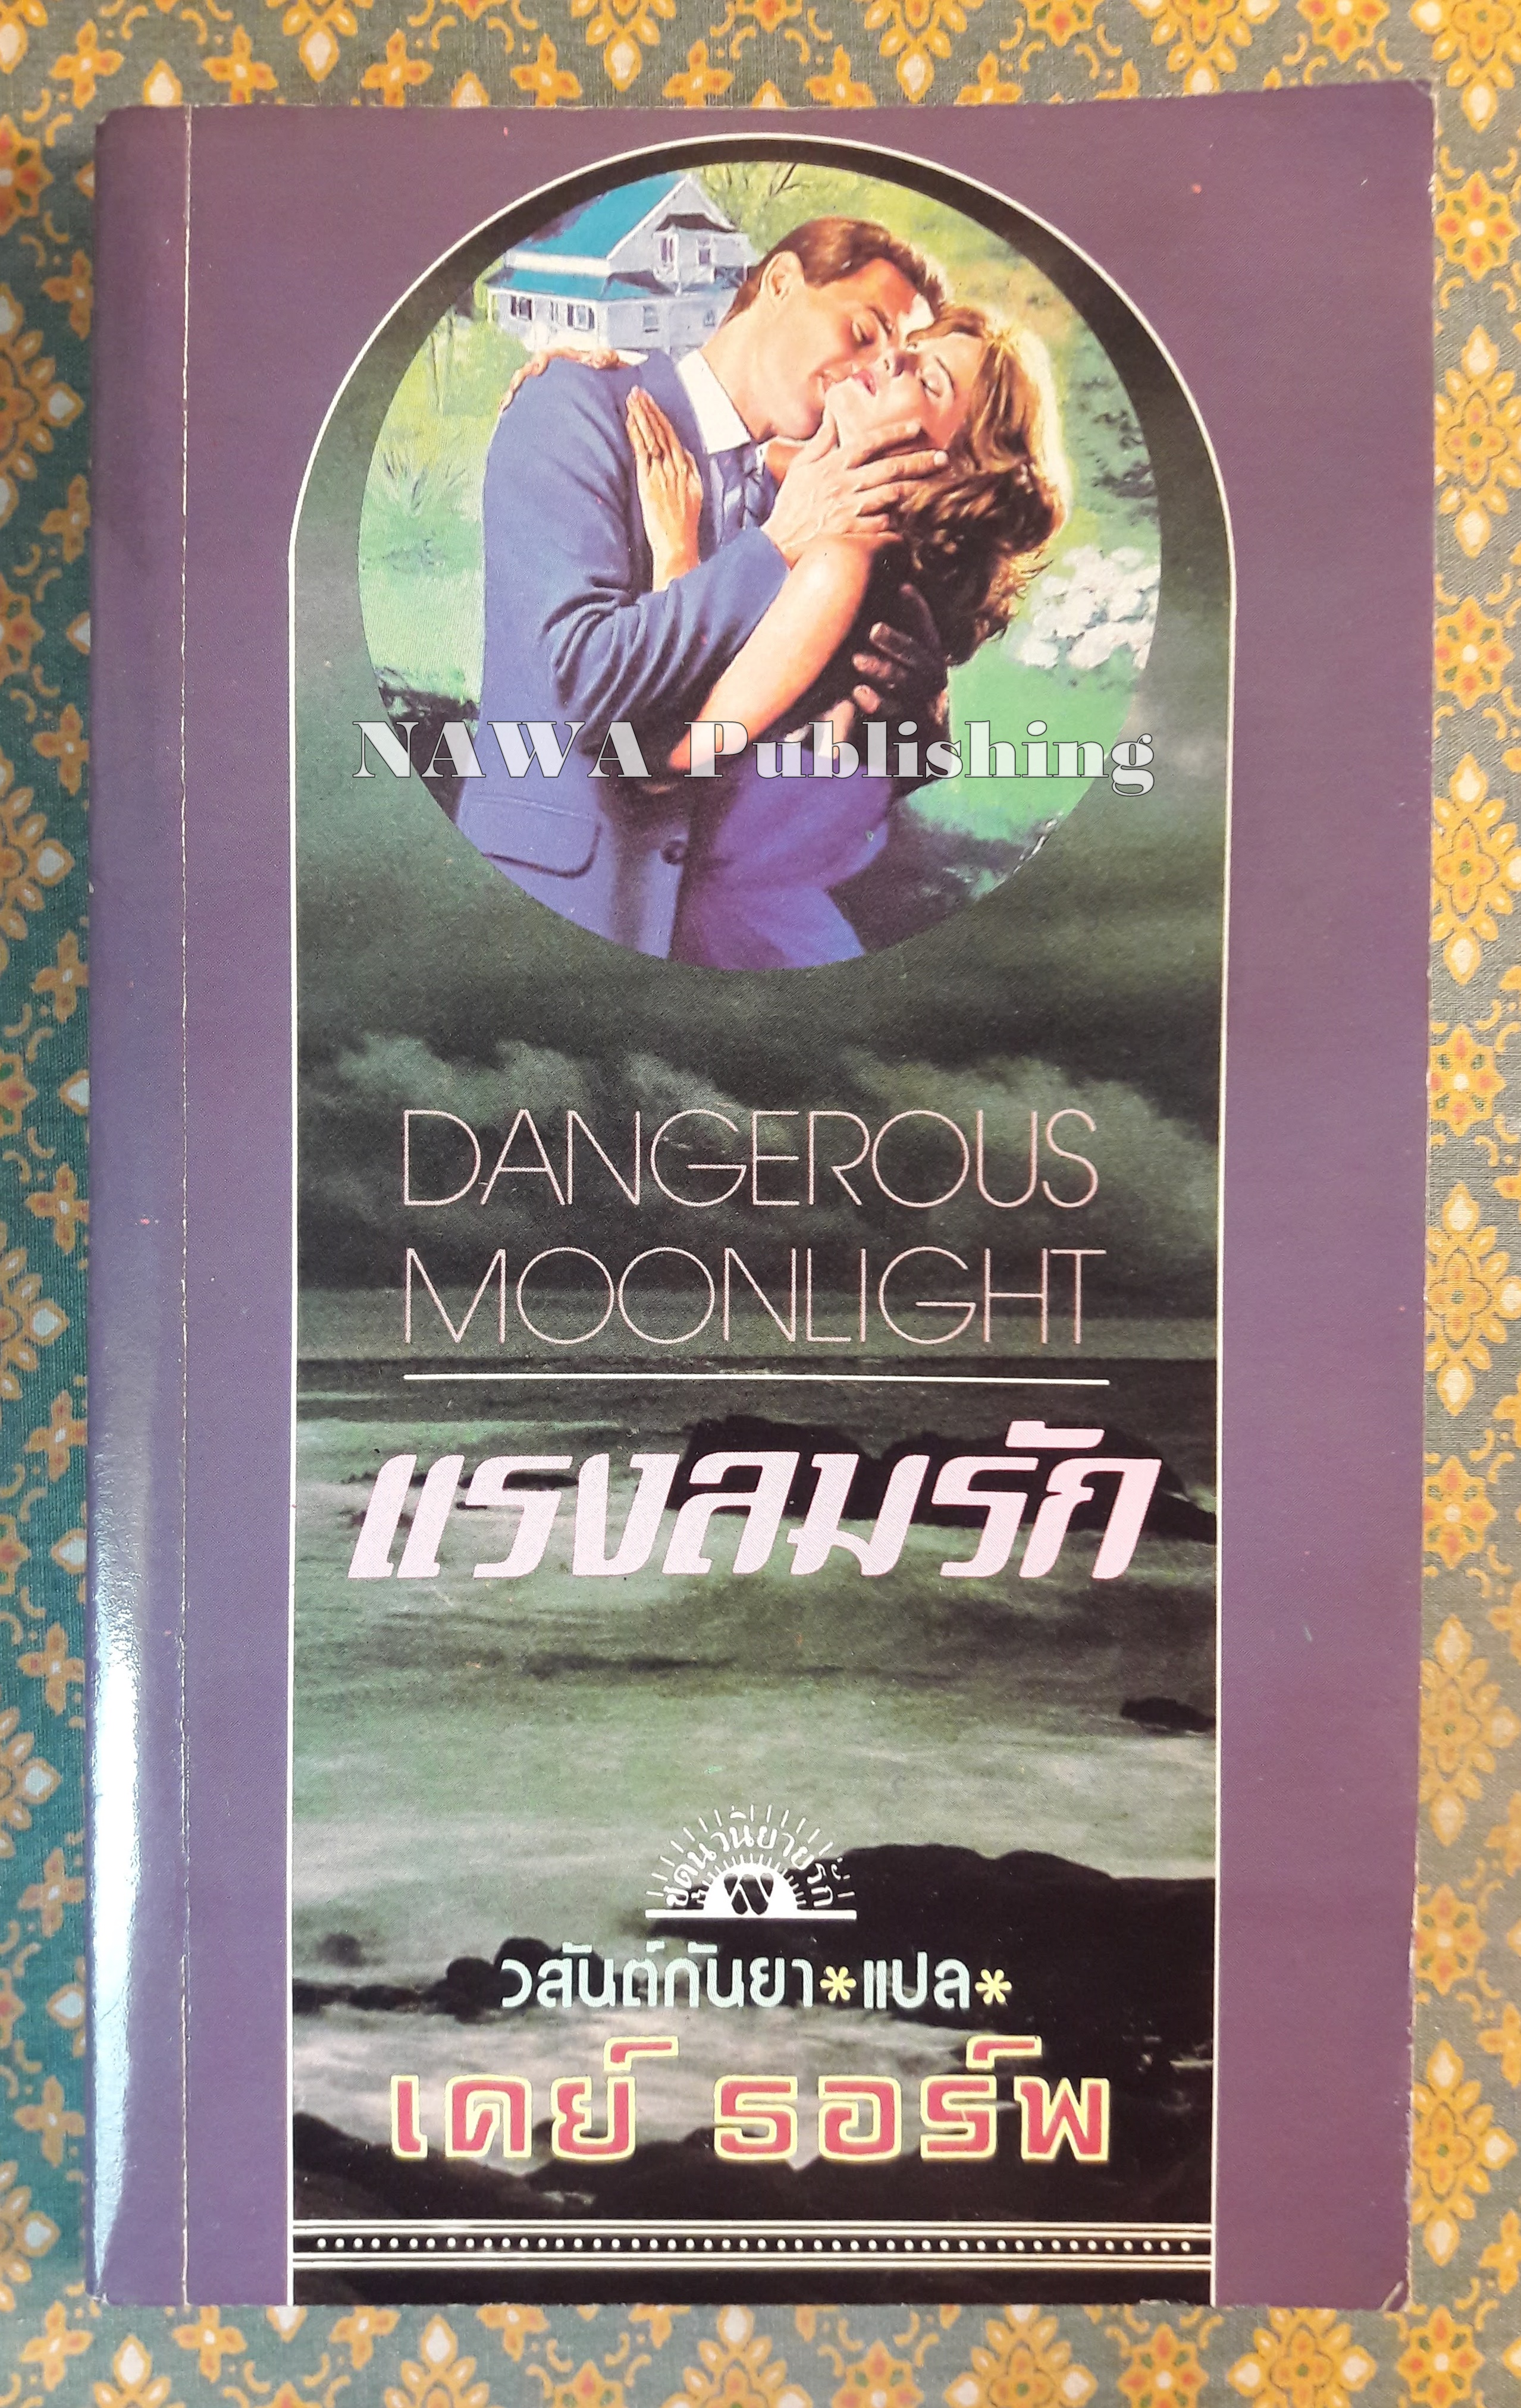 NAWA Publishing
DANGEROUS
MOONLIGHT
แรงลมรัก
วสันต์กันยา*แปล*
เคย์ ธอร์พ